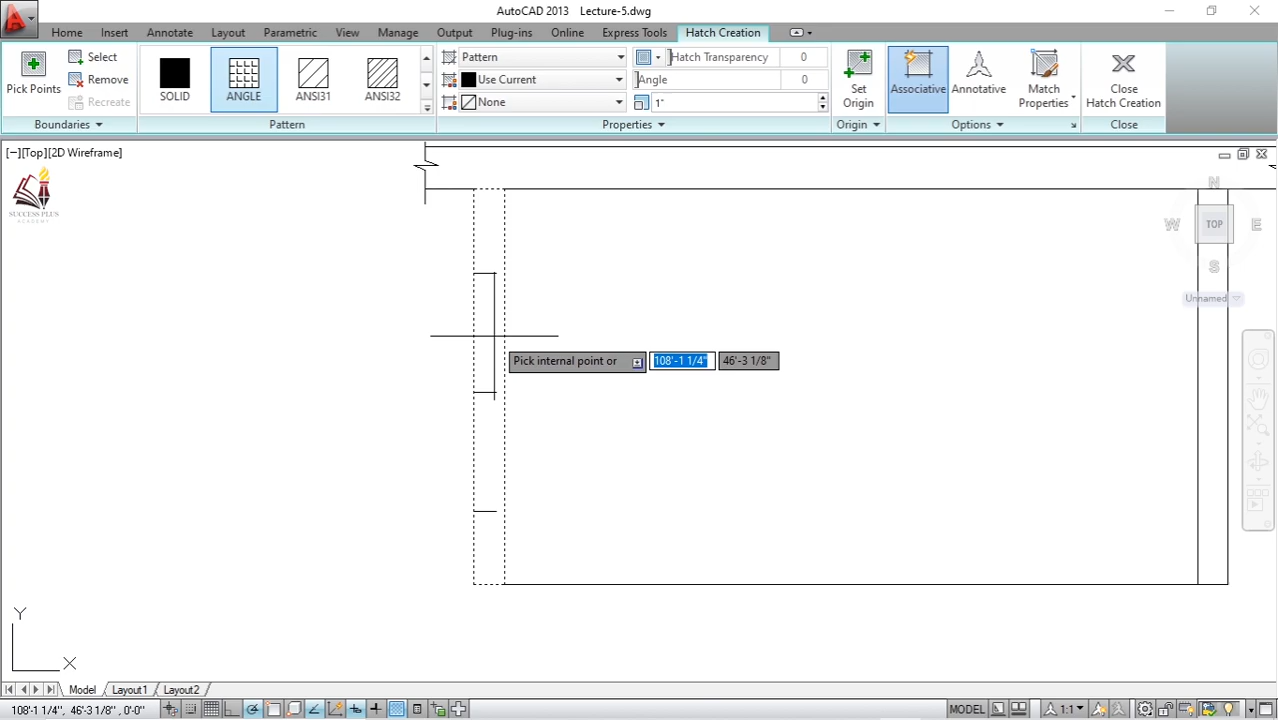 AutoCAD 2013 Lecture-5.dwg
Home Insert Annotate Layout Parametric View Manage Output Plug-ins Online Express Tools Hatch Creation
Pick Points
Select
Remove
Recreate
Boundaries
SOLID
ANGLE
ANSI31
ANSI32
Pattern
Pattern
Use Current
None
Hatch Transparency 0
Angle 0
1"
Properties
Set
Origin
Origin
Associative
Annotative
Match
Properties
Options
Close
Hatch Creation
Close
[−][Top][2D Wireframe]
SUCCESS PLUS
ACADEMY
N
W TOP E
S
Unnamed
Pick internal point or 108'-1 1/4" 46'-3 1/8"
Y
X
Model Layout1 Layout2
108'-1 1/4", 46'-3 1/8", 0'-0" MODEL 1:1